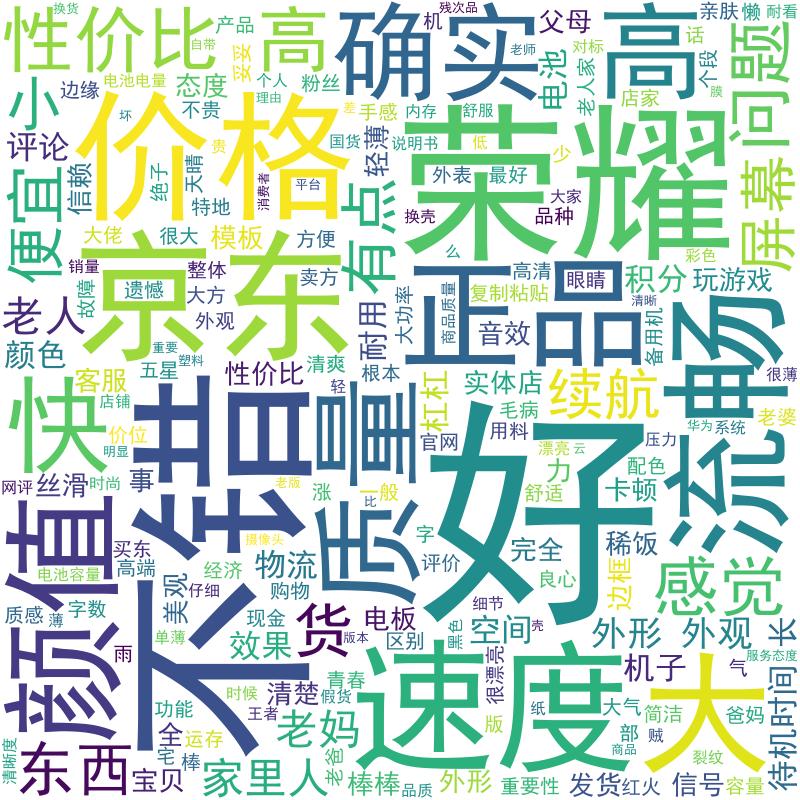 换货
性价比
高
确实
残次品
高
亲肤
懒
耐看
自带
产品
机
父母
老师
对标
话
问题
电池电量
妥妥
个人
粉丝
电池
老人家
个段
小
边缘
态度
理由
手感
内存
舒服
店家
膜
价格
荣耀
坏
不贵
差
国货
说明书
低
少
评论
信赖
绝子
天晴
贵
消费者
轻薄
外表
最好
大家
屏幕
便宜
特地
平台
有点
换壳
品种
大佬
很大
模板
方便
么
彩色
京东
正品
高清
眼睛
积分
玩游戏
销量
故障
遗憾
整体
卖方
复制粘贴
清晰
老人
大方
外观
耐用
大功率
商品质量
音效
备用机
流畅
颜色
重要
塑料
五星
清爽
根本
很薄
快
客服
性价比
轻
杠杠
实体店
续航
店铺
不错
质量
毛病
老婆
价位
明显
官网
用料
华为
系统
好
漂亮
云
压力
网评
丝滑
时尚
事
老版
涨
一般
力
配色
颜值
比
舒适
卡顿
买东
摄像头
字
电池容量
高端
经济
物流
评价
完全
稀饭
感觉
美观
仔细
购物
良心
边框
质感
薄
字数
货
现金
电板
细节
单薄
版本
区别
黑色
空间
壳
外形
外观
长
雨
效果
速度
很漂亮
服务态度
待机时间
时候
青春
机子
气
大
清楚
假货
功能
王者
版
大气
简洁
爸妈
东西
全
运存
老妈
纸
部
贼
清晰度
宅
棒
老爸
商品
裂纹
宝贝
家里人
棒棒
品质
外形
重要性
发货
红火
信号
容量